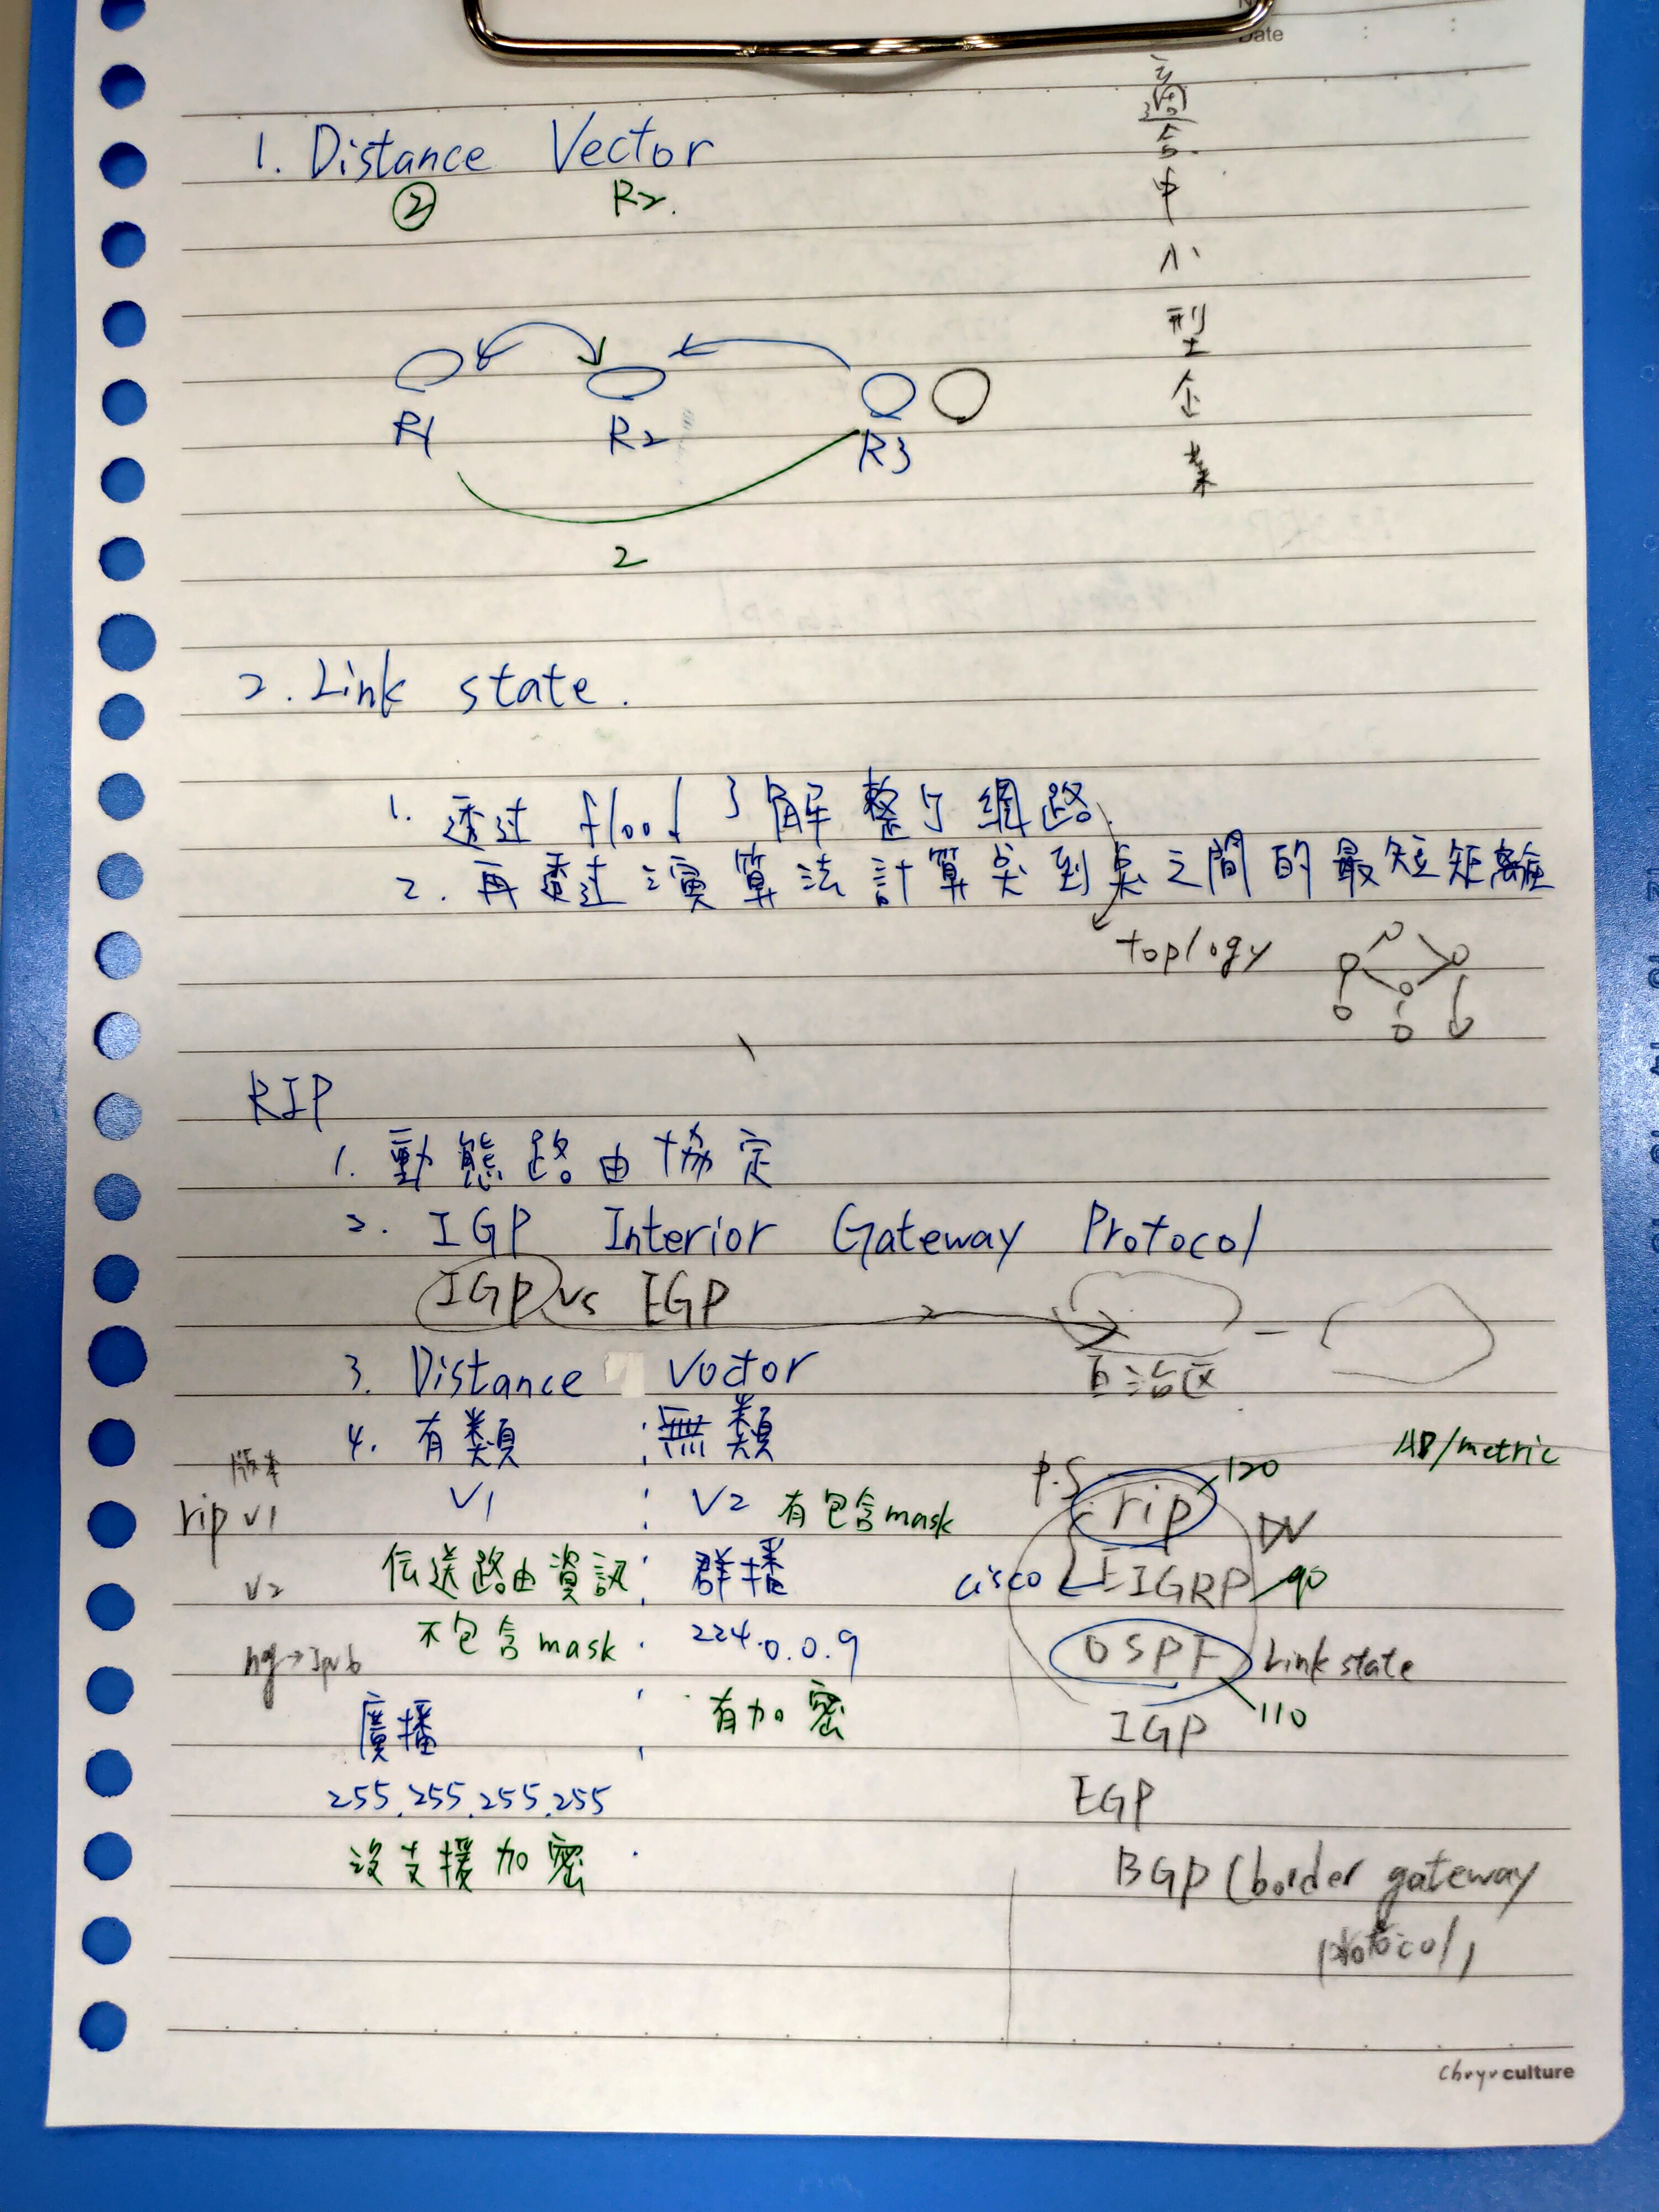 Date : :
適合中小型企業
1. Distance Vector
② R2.
R1 R2 R3
2
2. Link state.
1. 透过 flood 了解整个網路
2. 再透过演算法計算点到点之間的最短距離
toplogy
RIP
1. 動態路由協定
2. IGP Interior Gateway Protocol
IGP vs EGP
自治区
3. Distance Vector
4. 有類 無類
AD/metric
版本
rip v1
v2
ng→Ipv6
V1 V2 有包含mask
伝送路由資訊 群播
不包含mask 224.0.0.9
廣播 有加密
255.255.255.255
沒支援加密
P.S rip 120
DV
cisco EIGRP 90
OSPF Link state
110
IGP
EGP
BGP (border gateway
protocol)
Chuyu culture